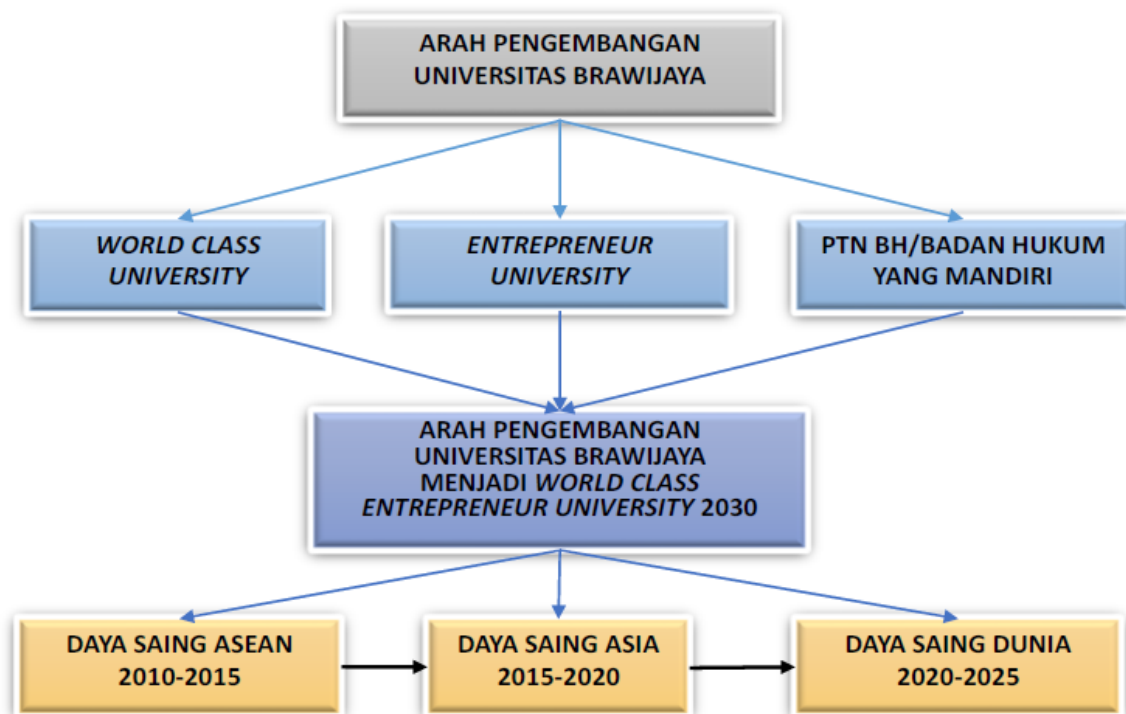 ARAH PENGEMBANGAN
UNIVERSITAS BRAWIJAYA
WORLD CLASS
UNIVERSITY
ENTREPRENEUR
UNIVERSITY
PTN BH/BADAN HUKUM
YANG MANDIRI
ARAH PENGEMBANGAN
UNIVERSITAS BRAWIJAYA
MENJADI WORLD CLASS
ENTREPRENEUR UNIVERSITY 2030
DAYA SAING ASEAN
2010-2015
DAYA SAING ASIA
2015-2020
DAYA SAING DUNIA
2020-2025